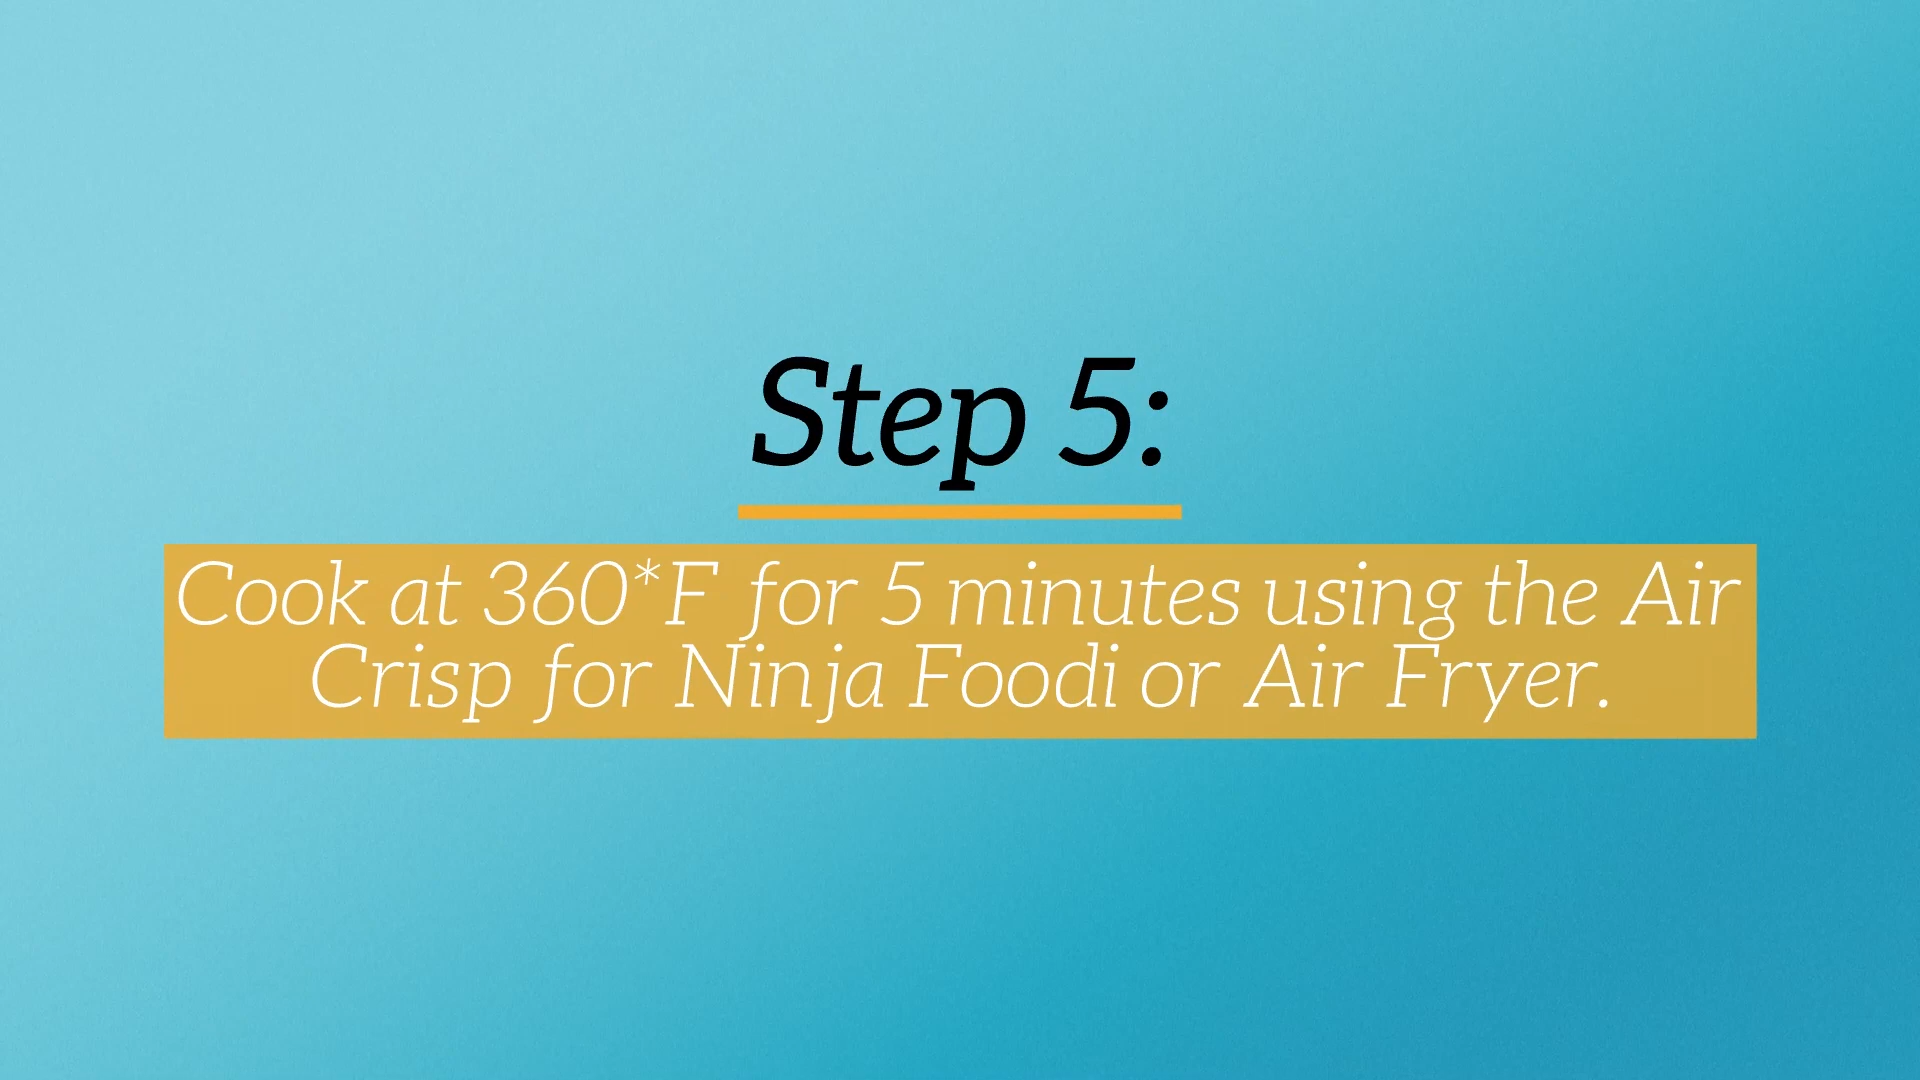 Step 5:
Cook at 360*F for 5 minutes using the Air
Crisp for Ninja Foodi or Air Fryer.